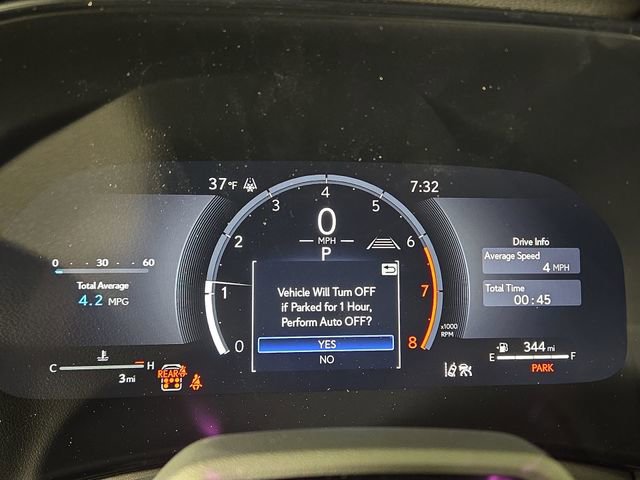 37°F
7:32
0 1 2 3 4 5 6 7 8
x1000
RPM
0
MPH
P
0 30 60
Total Average
4.2 MPG
Vehicle Will Turn OFF
if Parked for 1 Hour,
Perform Auto OFF?
YES
NO
Drive Info
Average Speed
4 MPH
Total Time
00:45
C H
3 mi
REAR
344 mi
E F
PARK